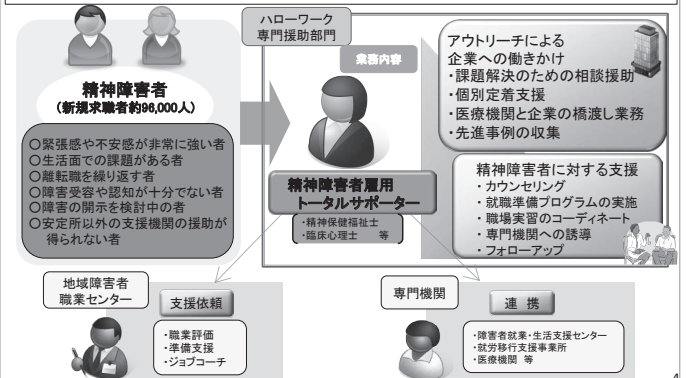 ハローワーク
専門援助部門
精神障害者
(新規求職者約96,000人)
○緊張感や不安感が非常に強い者
○生活面での課題がある者
○離転職を繰り返す者
○障害受容や認知が十分でない者
○障害の開示を検討中の者
○安定所以外の支援機関の援助が
得られない者
業務内容
精神障害者雇用
トータルサポーター
・精神保健福祉士
・臨床心理士 等
アウトリーチによる
企業への働きかけ
・課題解決のための相談援助
・個別定着支援
・医療機関と企業の橋渡し業務
・先進事例の収集
精神障害者に対する支援
・カウンセリング
・就職準備プログラムの実施
・職場実習のコーディネート
・専門機関への誘導
・フォローアップ
地域障害者
職業センター
支援依頼
・職業評価
・準備支援
・ジョブコーチ
専門機関
連 携
・障害者就業・生活支援センター
・就労移行支援事業所
・医療機関 等
4